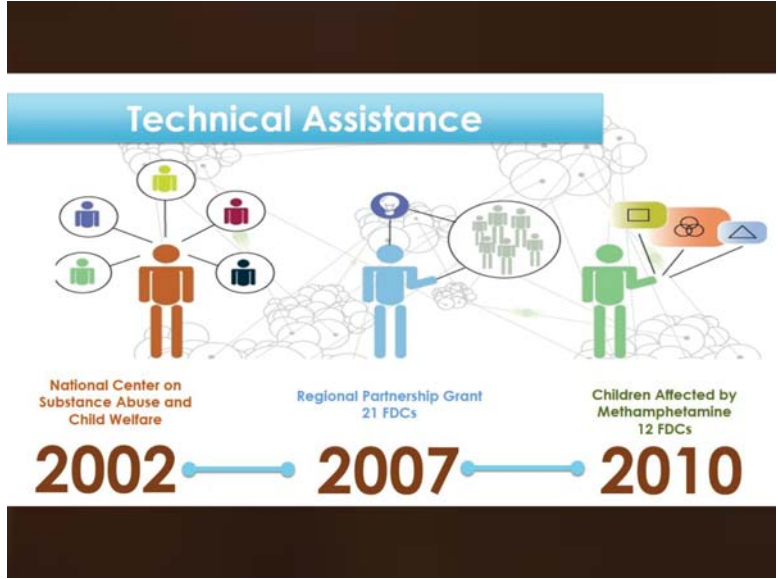 Technical Assistance
National Center on
Substance Abuse and
Child Welfare
Regional Partnership Grant
21 FDCs
Children Affected by
Methamphetamine
12 FDCs
2002
2007
2010